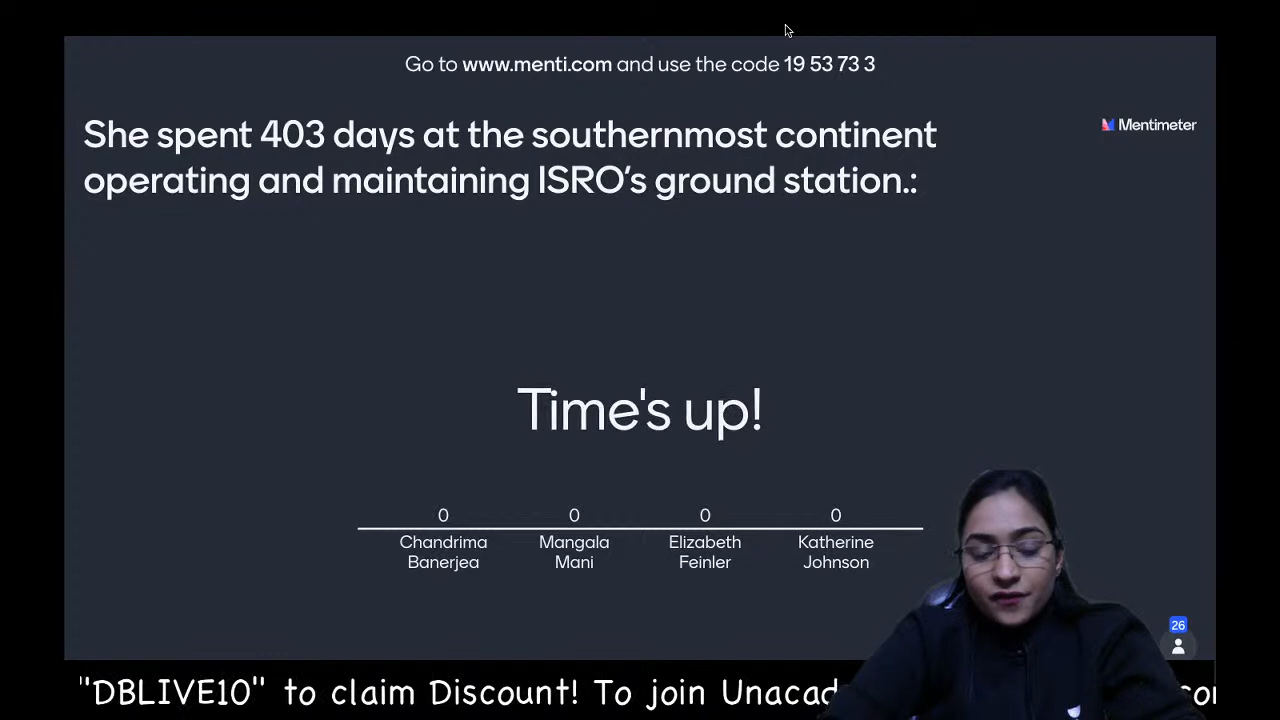 Go to www.menti.com and use the code 19 53 73 3
She spent 403 days at the southernmost continent
operating and maintaining ISRO's ground station.:
Mentimeter
Time's up!
0 0 0 0
Chandrima Mangala Elizabeth Katherine
Banerjea Mani Feinler Johnson
26
"DBLIVE10" to claim Discount! To join